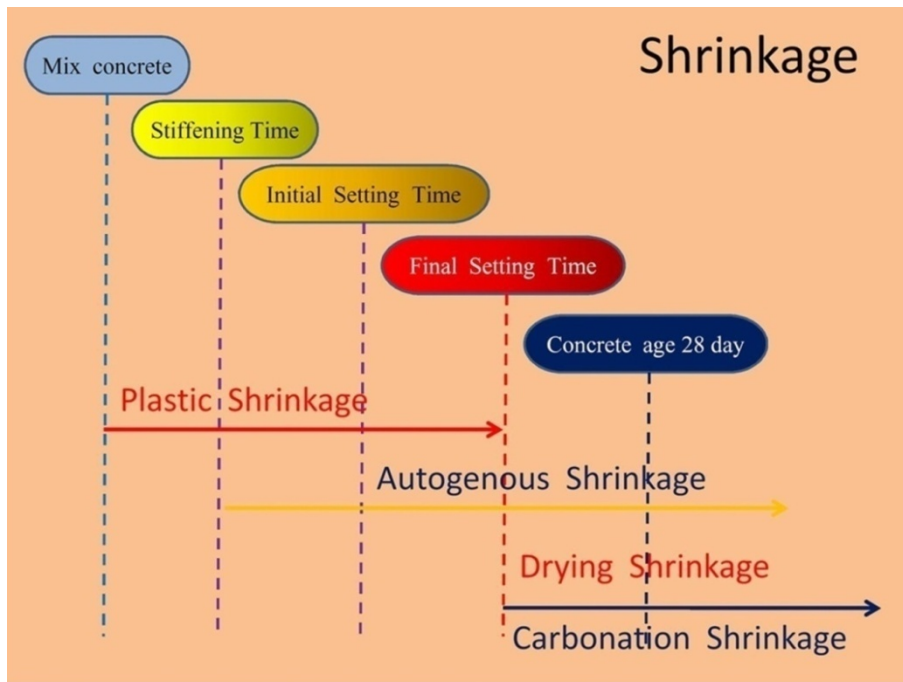 Shrinkage
Mix concrete
Stiffening Time
Initial Setting Time
Final Setting Time
Concrete age 28 day
Plastic Shrinkage
Autogenous Shrinkage
Drying Shrinkage
Carbonation Shrinkage